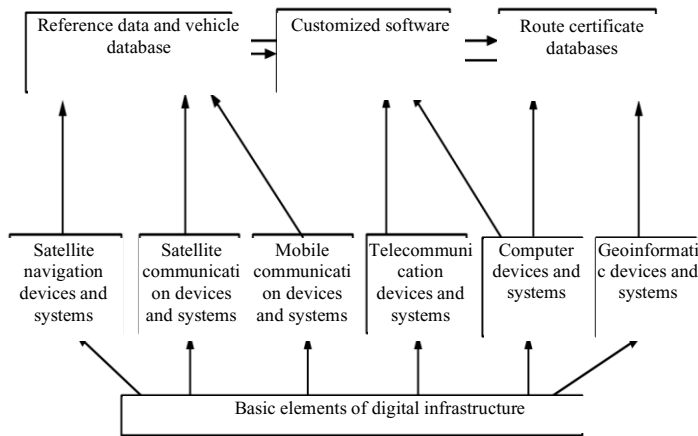 Reference data and vehicle
database
Customized software
Route certificate
databases
Satellite
navigation
devices and
systems
Satellite
communicati
on devices
and systems
Mobile
communicati
on devices
and systems
Telecommuni
cation
devices and
systems
Computer
devices and
systems
Geoinformati
c devices and
systems
Basic elements of digital infrastructure